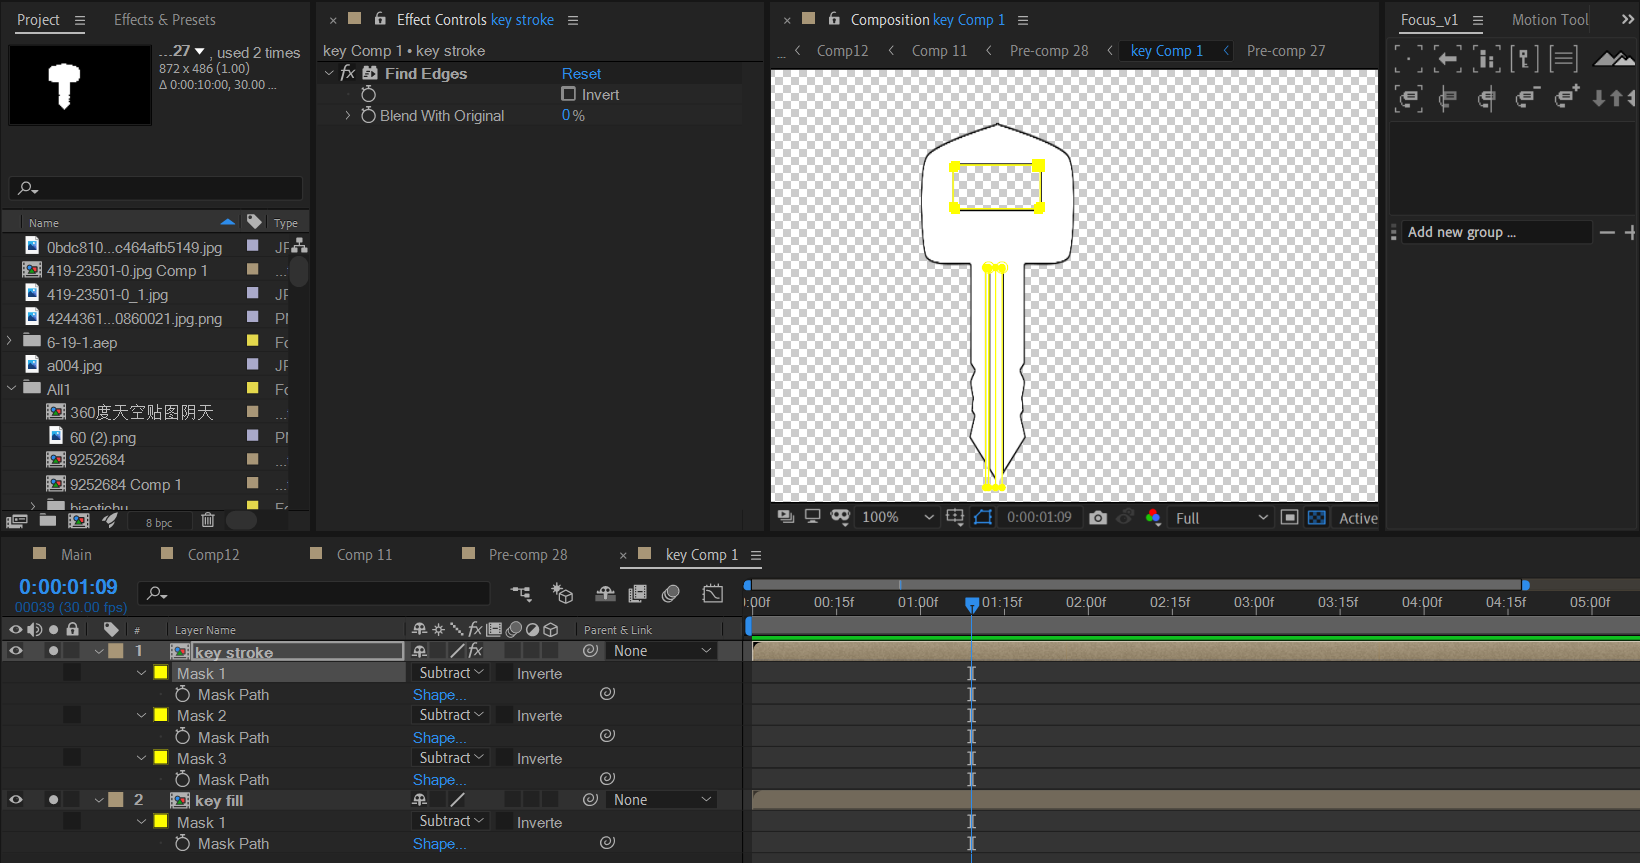 Project
Effects & Presets
...27 , used 2 times
872 x 486 (1.00)
Δ 0:00:10:00, 30.00 ...
Name
Type
0bdc810...c464afb5149.jpg
419-23501-0.jpg Comp 1
419-23501-0_1.jpg
4244361...0860021.jpg.png
6-19-1.aep
a004.jpg
All1
360度天空贴图阴天
60 (2).png
9252684
9252684 Comp 1
biaotichu
8 bpc
× Effect Controls key stroke
key Comp 1 • key stroke
fx Find Edges Reset
Invert
Blend With Original 0 %
× Composition key Comp 1
... < Comp12 < Comp 11 < Pre-comp 28 < key Comp 1 < Pre-comp 27
100% 0:00:01:09 Full Active
Focus_v1
Motion Tool
Add new group ...
Main
Comp12
Comp 11
Pre-comp 28
× key Comp 1
0:00:01:09
00039 (30.00 fps)
:00f 00:15f 01:00f 01:15f 02:00f 02:15f 03:00f 03:15f 04:00f 04:15f 05:00f
# Layer Name fx Parent & Link
1 key stroke fx None
Mask 1 Subtract Inverte
Mask Path Shape...
Mask 2 Subtract Inverte
Mask Path Shape...
Mask 3 Subtract Inverte
Mask Path Shape...
2 key fill None
Mask 1 Subtract Inverte
Mask Path Shape...